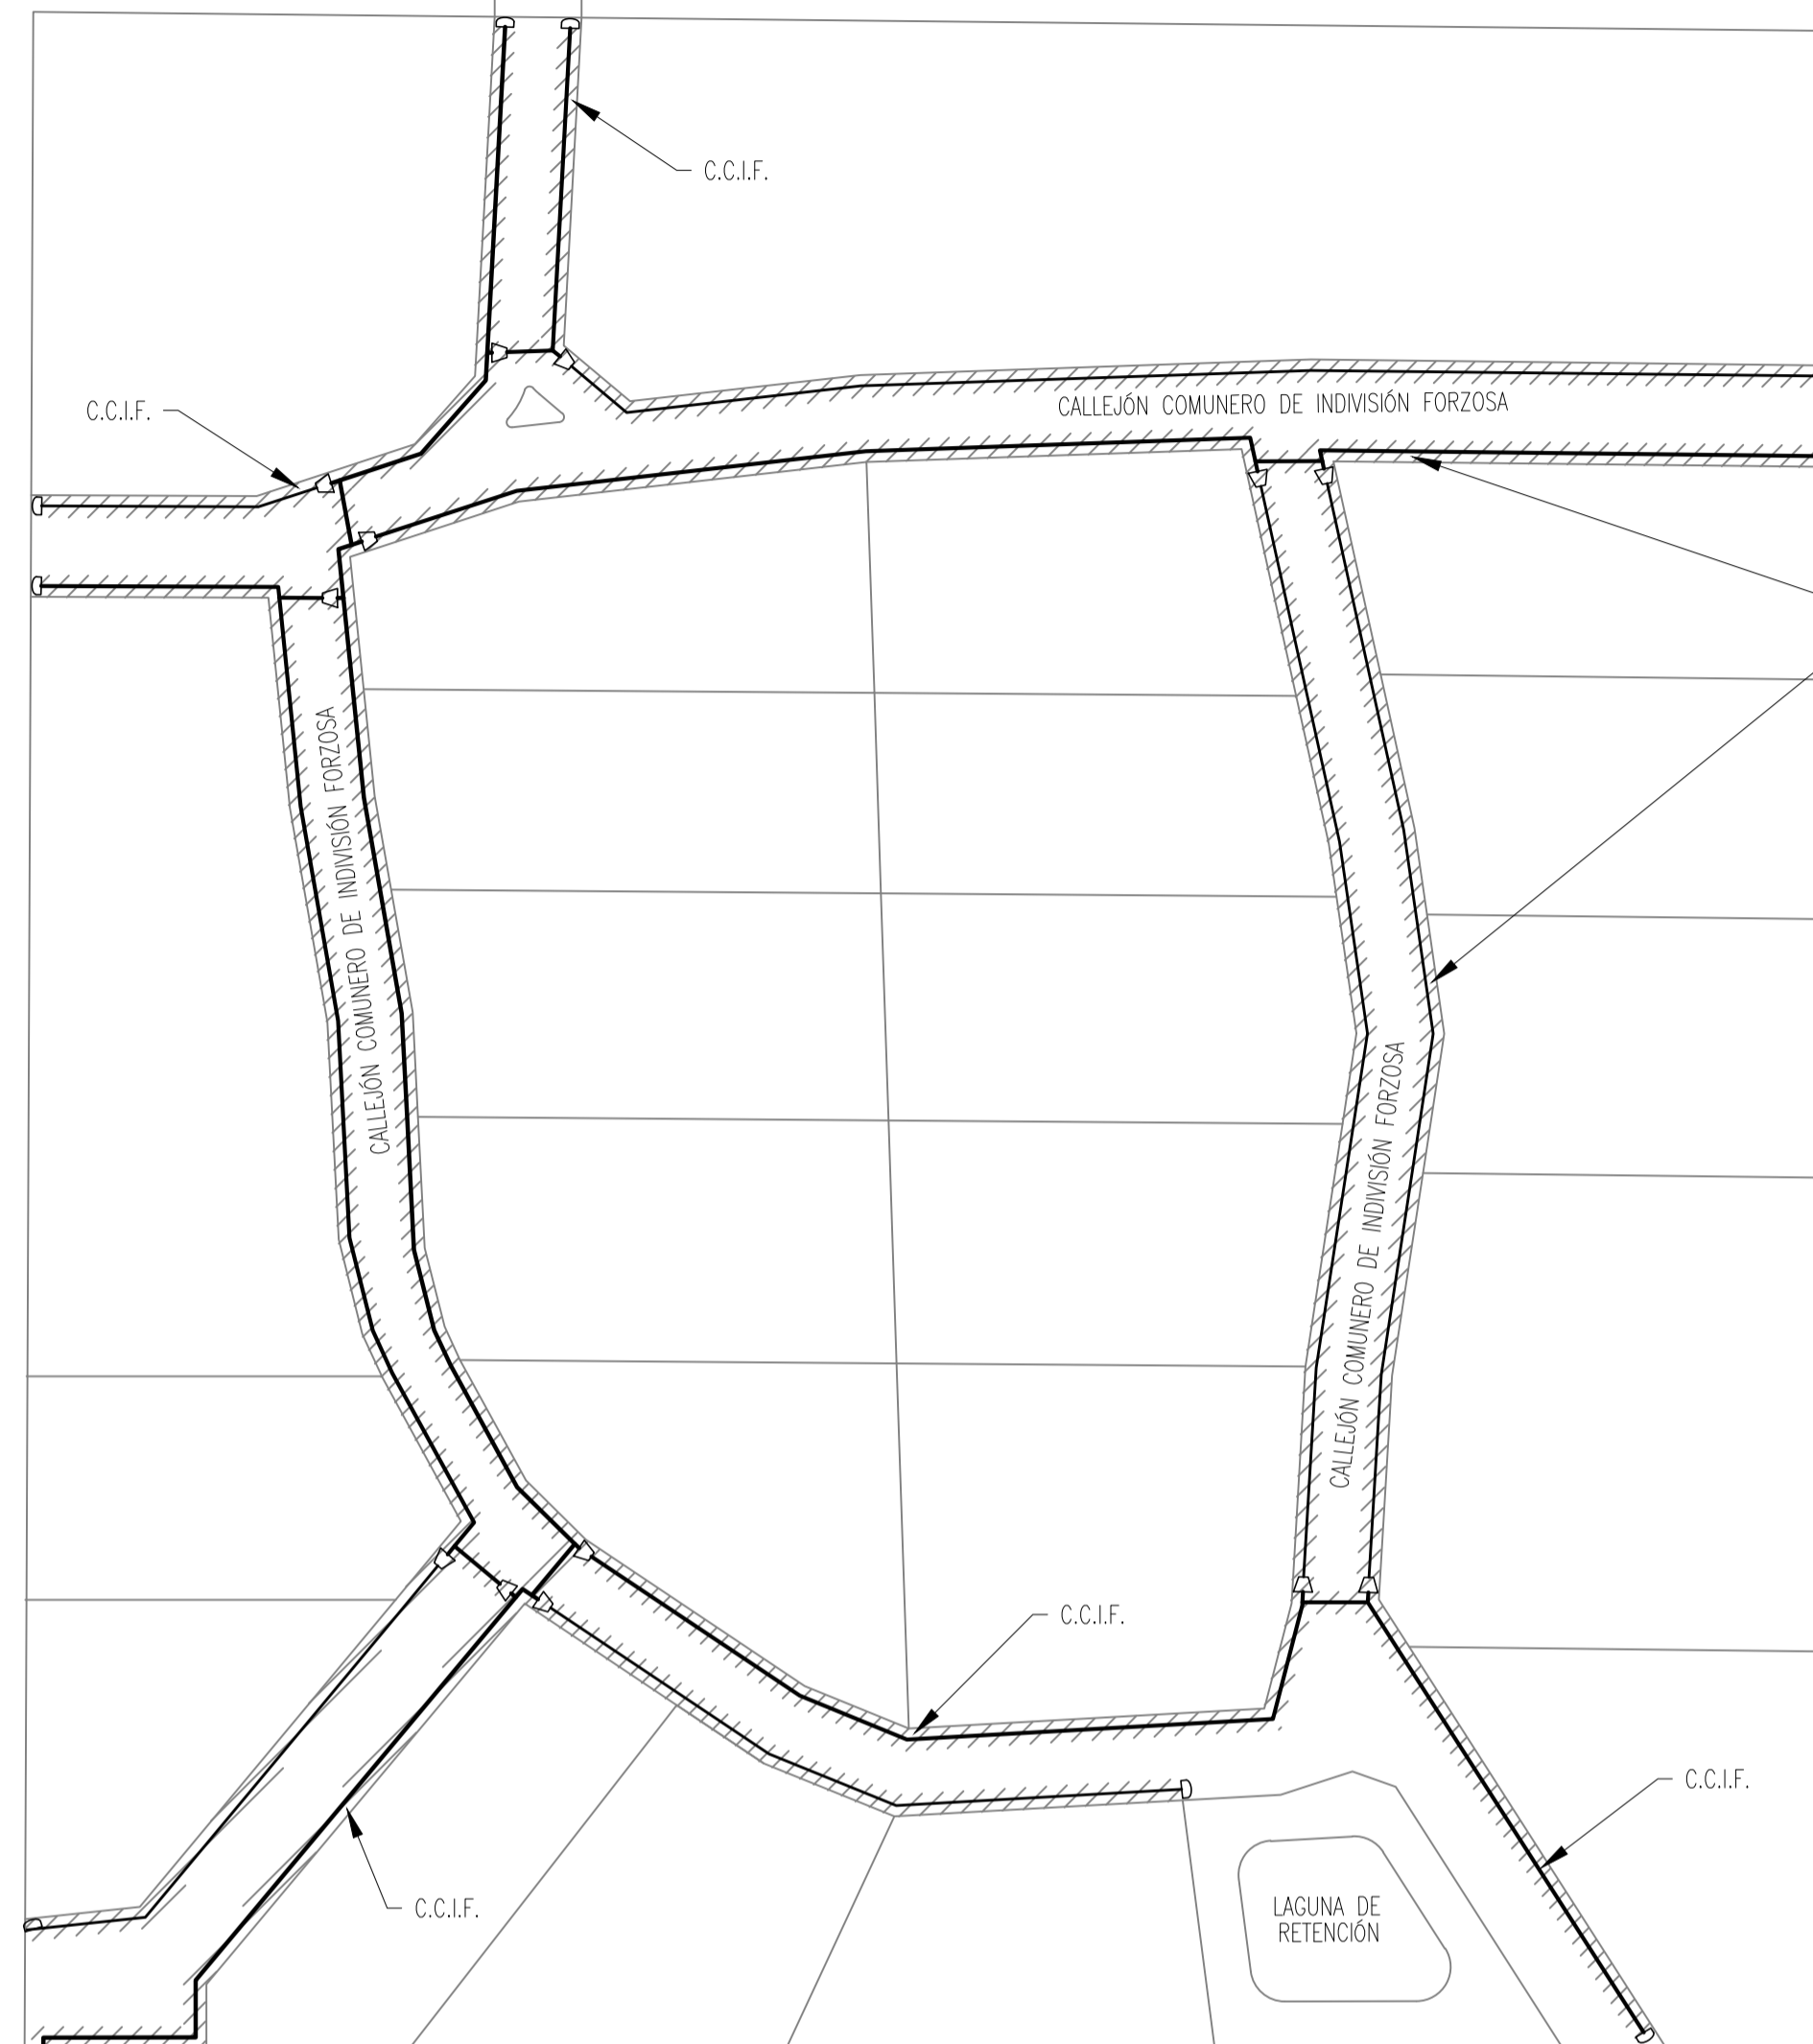 C.C.I.F.
CALLEJÓN COMUNERO DE INDIVISIÓN FORZOSA
C.C.I.F.
CALLEJÓN COMUNERO DE INDIVISIÓN FORZOSA
CALLEJÓN COMUNERO DE INDIVISIÓN FORZOSA
C.C.I.F.
C.C.I.F.
C.C.I.F.
LAGUNA DE
RETENCIÓN